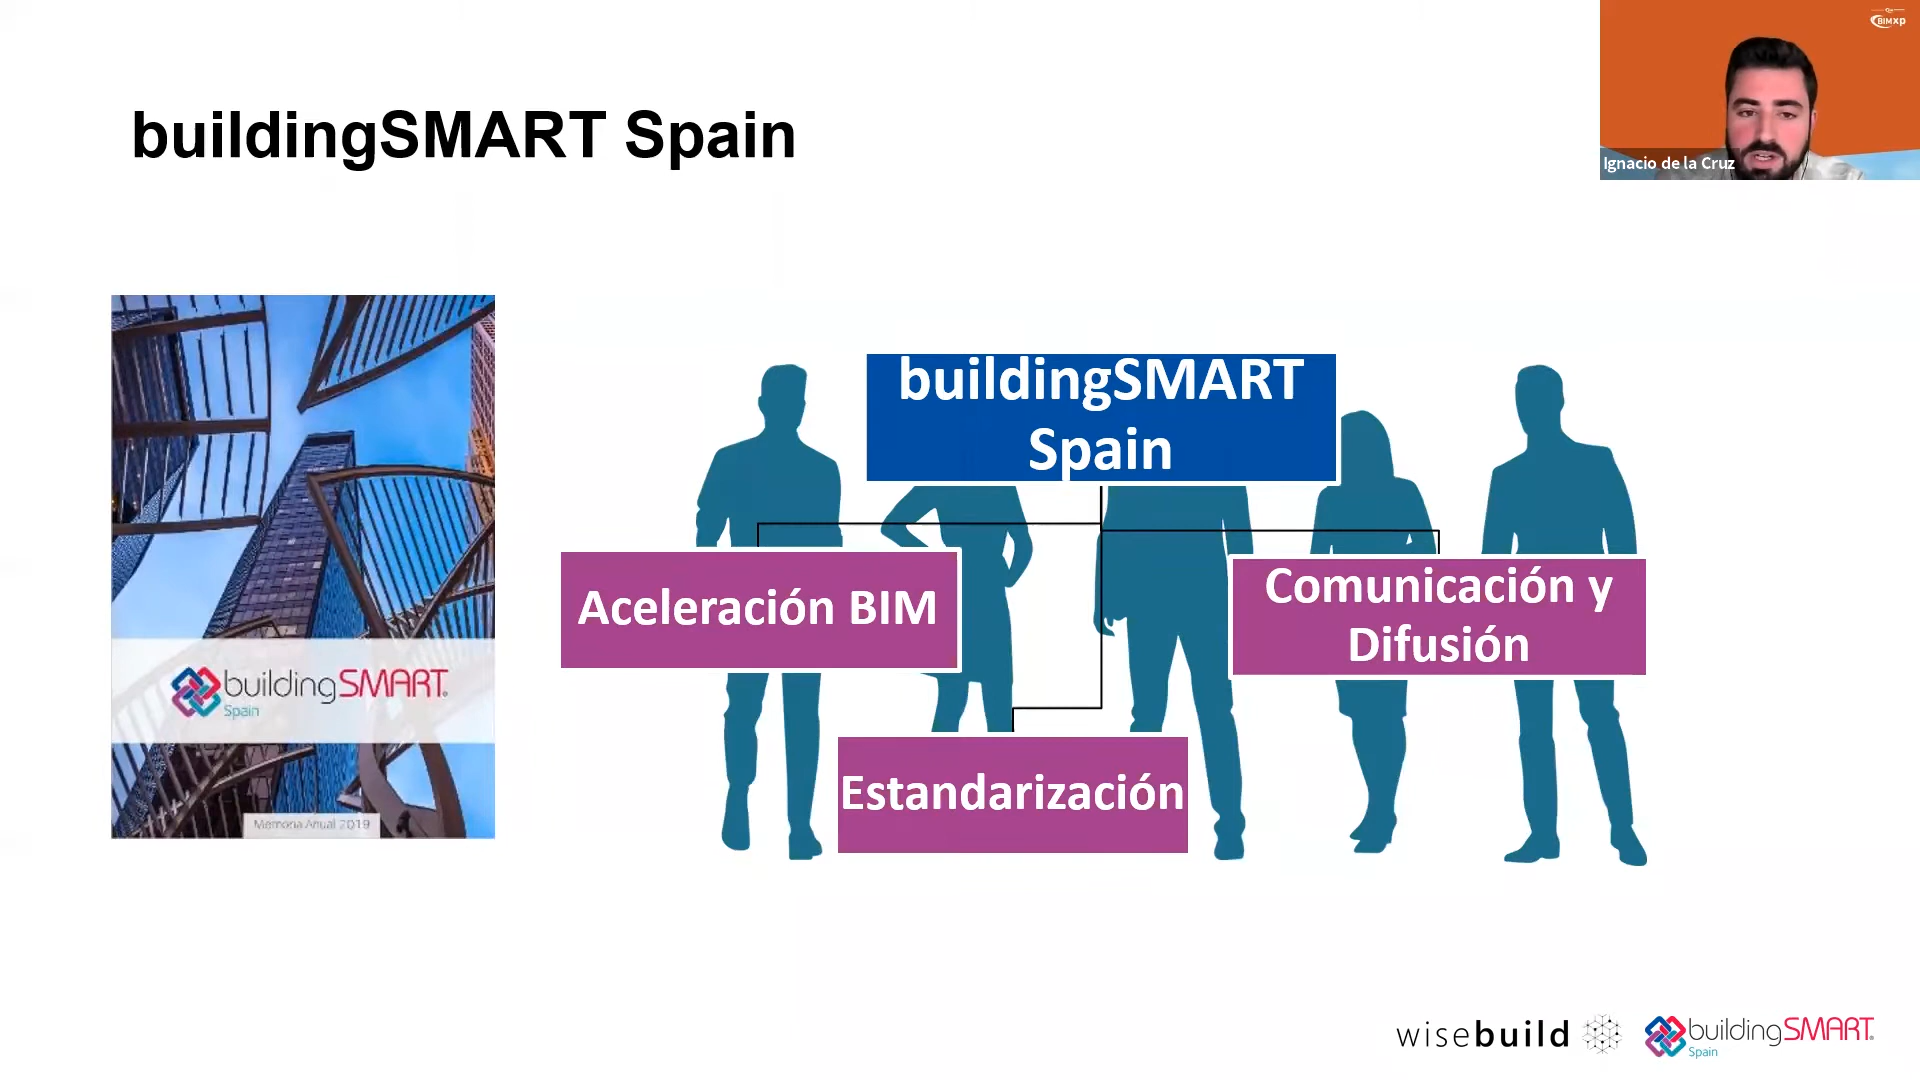 buildingSMART Spain
BIMxp
Ignacio de la Cruz
buildingSMART
Spain
Aceleración BIM
Comunicación y
Difusión
Estandarización
buildingSMART
Spain
Memoria Anual 2019
wisebuild
buildingSMART
Spain